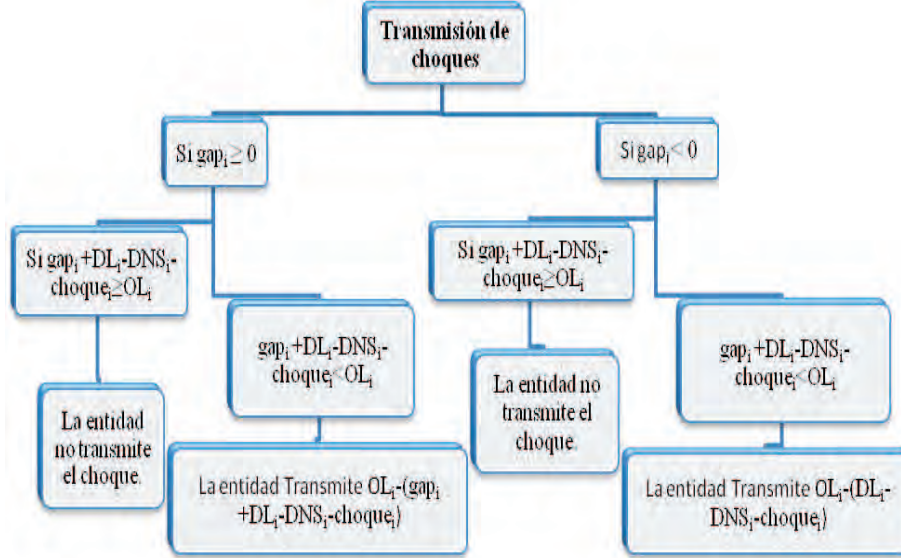 Transmisión de
choques
Si gapi ≥ 0
Si gapi < 0
Si gapi+DLi-DNSi-
choquei≥OLi
gapi+DLi-DNSi-
choquei<OLi
La entidad
no transmite
el choque.
La entidad Transmite OLi-(gapi
+DLi-DNSi-choquei)
Si gapi+DLi-DNSi-
choquei≥OLi
gapi+DLi-DNSi-
choquei<OLi
La entidad no
transmite el
choque.
La entidad Transmite OLi-(DLi-
DNSi-choquei)